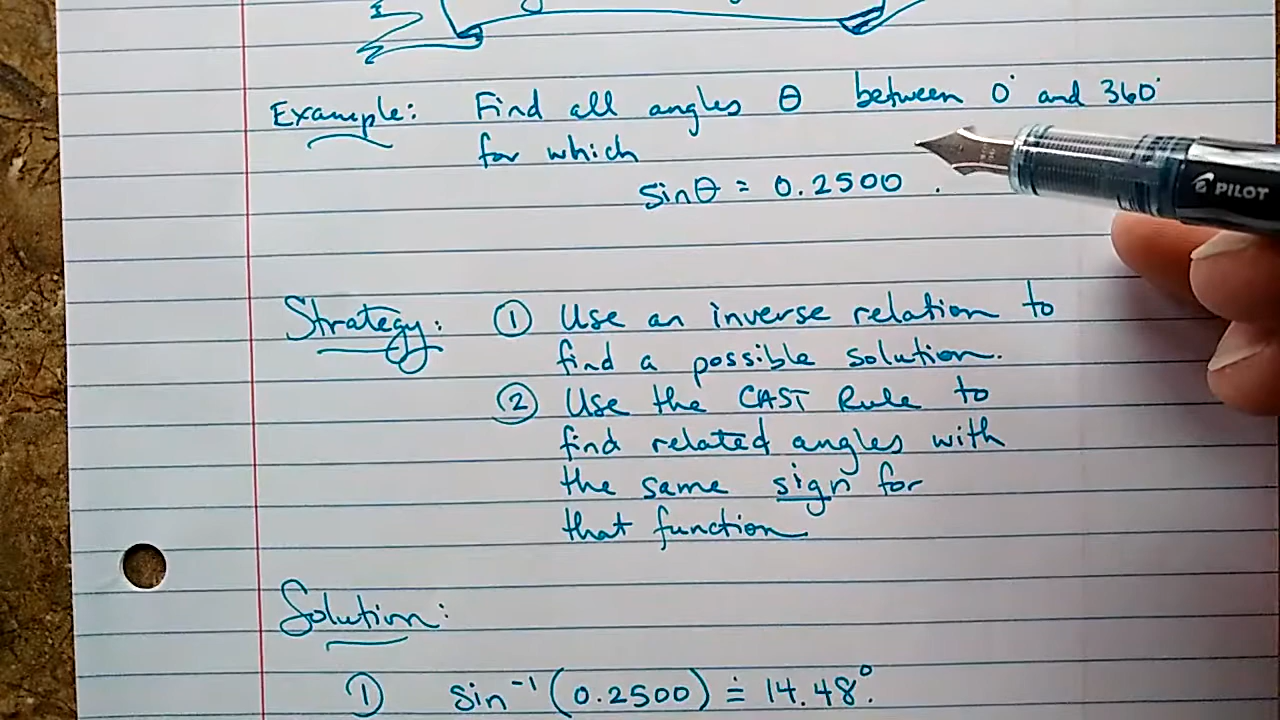 Example: Find all angles θ between 0° and 360°
for which
sinθ = 0.2500 .
Strategy: ① Use an inverse relation to
find a possible solution.
② Use the CAST Rule to
find related angles with
the same sign for
that function
Solution:
① sin⁻¹(0.2500) ≐ 14.48°.
PILOT